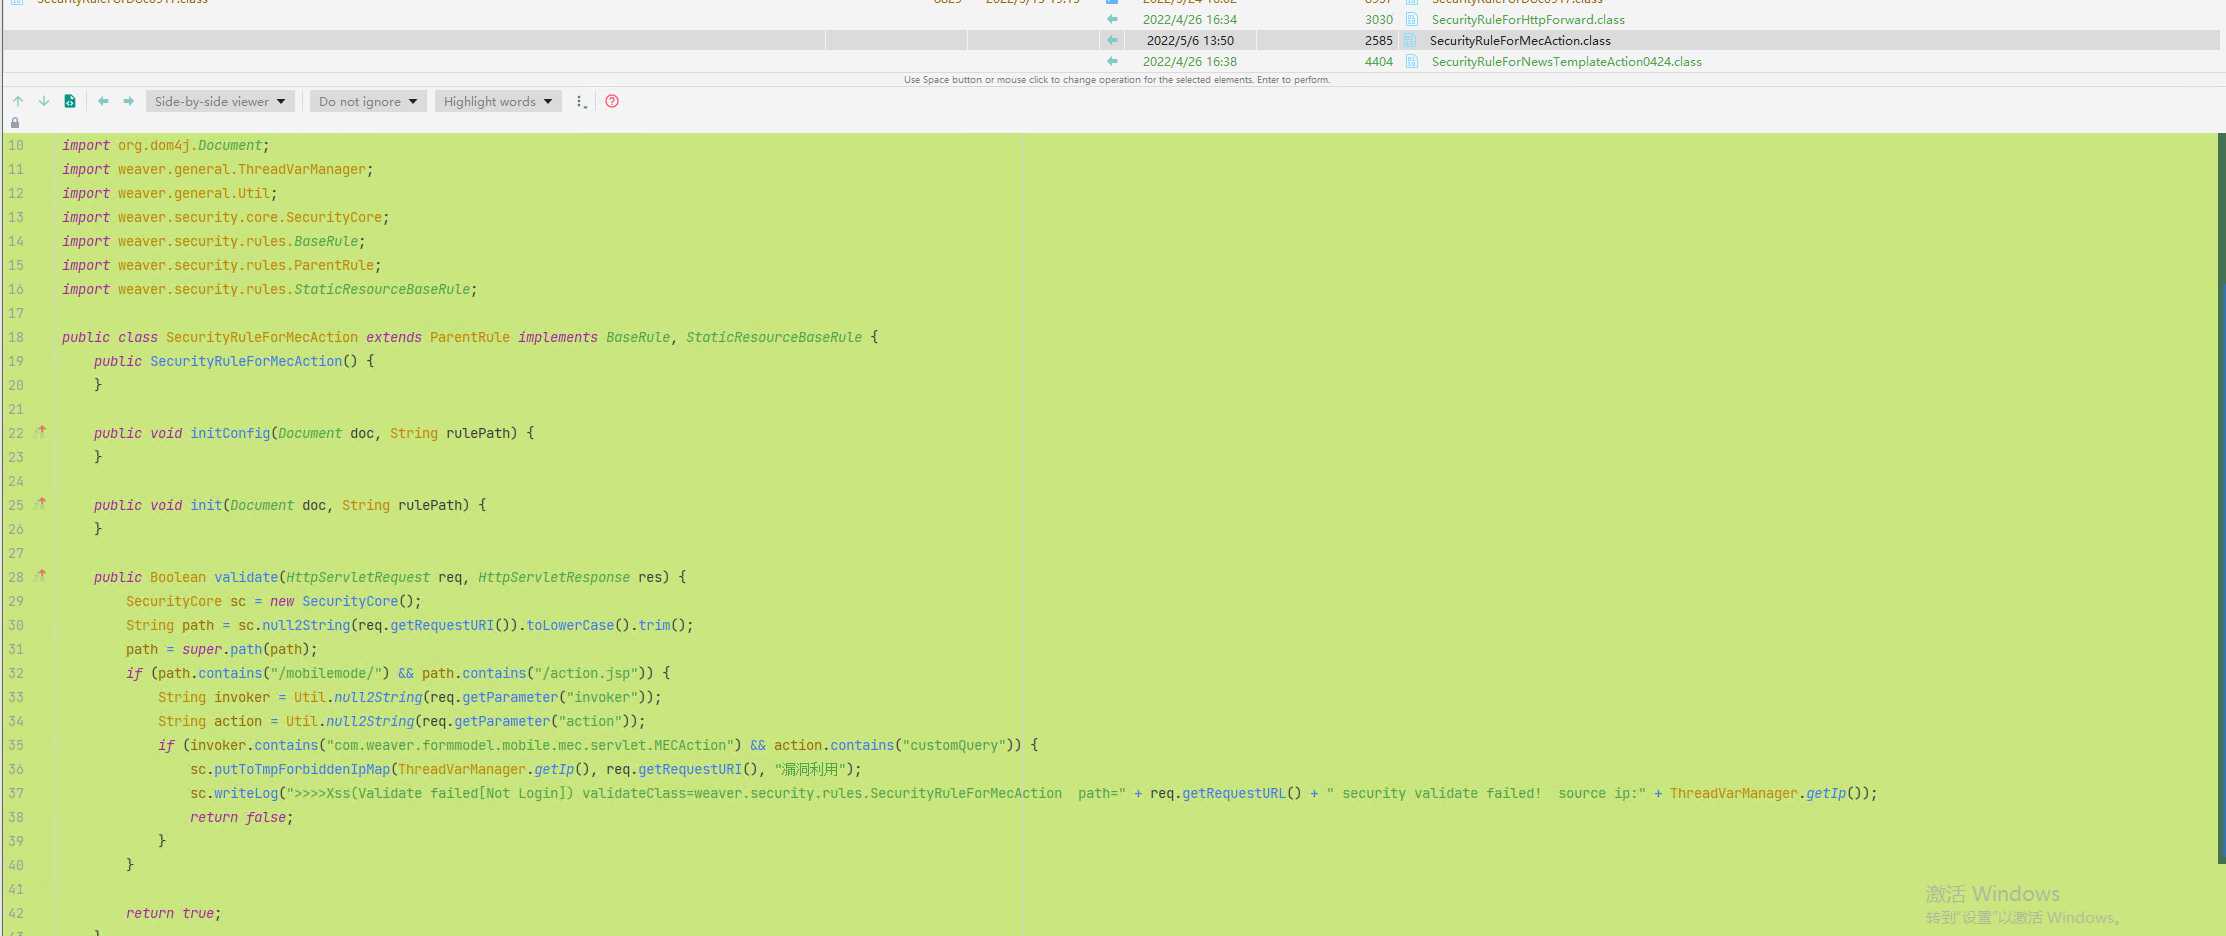 SecurityRuleForDoc0917.class 8829 2022/3/15 19:15 2022/3/24 16:02 8957 SecurityRuleForDoc0917.class
2022/4/26 16:34 3030 SecurityRuleForHttpForward.class
2022/5/6 13:50 2585 SecurityRuleForMecAction.class
2022/4/26 16:38 4404 SecurityRuleForNewsTemplateAction0424.class
Use Space button or mouse click to change operation for the selected elements. Enter to perform.
Side-by-side viewer Do not ignore Highlight words
10 import org.dom4j.Document;
11 import weaver.general.ThreadVarManager;
12 import weaver.general.Util;
13 import weaver.security.core.SecurityCore;
14 import weaver.security.rules.BaseRule;
15 import weaver.security.rules.ParentRule;
16 import weaver.security.rules.StaticResourceBaseRule;
17
18 public class SecurityRuleForMecAction extends ParentRule implements BaseRule, StaticResourceBaseRule {
19 public SecurityRuleForMecAction() {
20 }
21
22 public void initConfig(Document doc, String rulePath) {
23 }
24
25 public void init(Document doc, String rulePath) {
26 }
27
28 public Boolean validate(HttpServletRequest req, HttpServletResponse res) {
29 SecurityCore sc = new SecurityCore();
30 String path = sc.null2String(req.getRequestURI()).toLowerCase().trim();
31 path = super.path(path);
32 if (path.contains("/mobilemode/") && path.contains("/action.jsp")) {
33 String invoker = Util.null2String(req.getParameter("invoker"));
34 String action = Util.null2String(req.getParameter("action"));
35 if (invoker.contains("com.weaver.formmodel.mobile.mec.servlet.MECAction") && action.contains("customQuery")) {
36 sc.putToTmpForbiddenIpMap(ThreadVarManager.getIp(), req.getRequestURI(), "漏洞利用");
37 sc.writeLog(">>>>Xss(Validate failed[Not Login]) validateClass=weaver.security.rules.SecurityRuleForMecAction  path=" + req.getRequestURL() + " security validate failed!  source ip:" + ThreadVarManager.getIp());
38 return false;
39 }
40 }
41
42 return true;
激活 Windows
转到"设置"以激活 Windows。